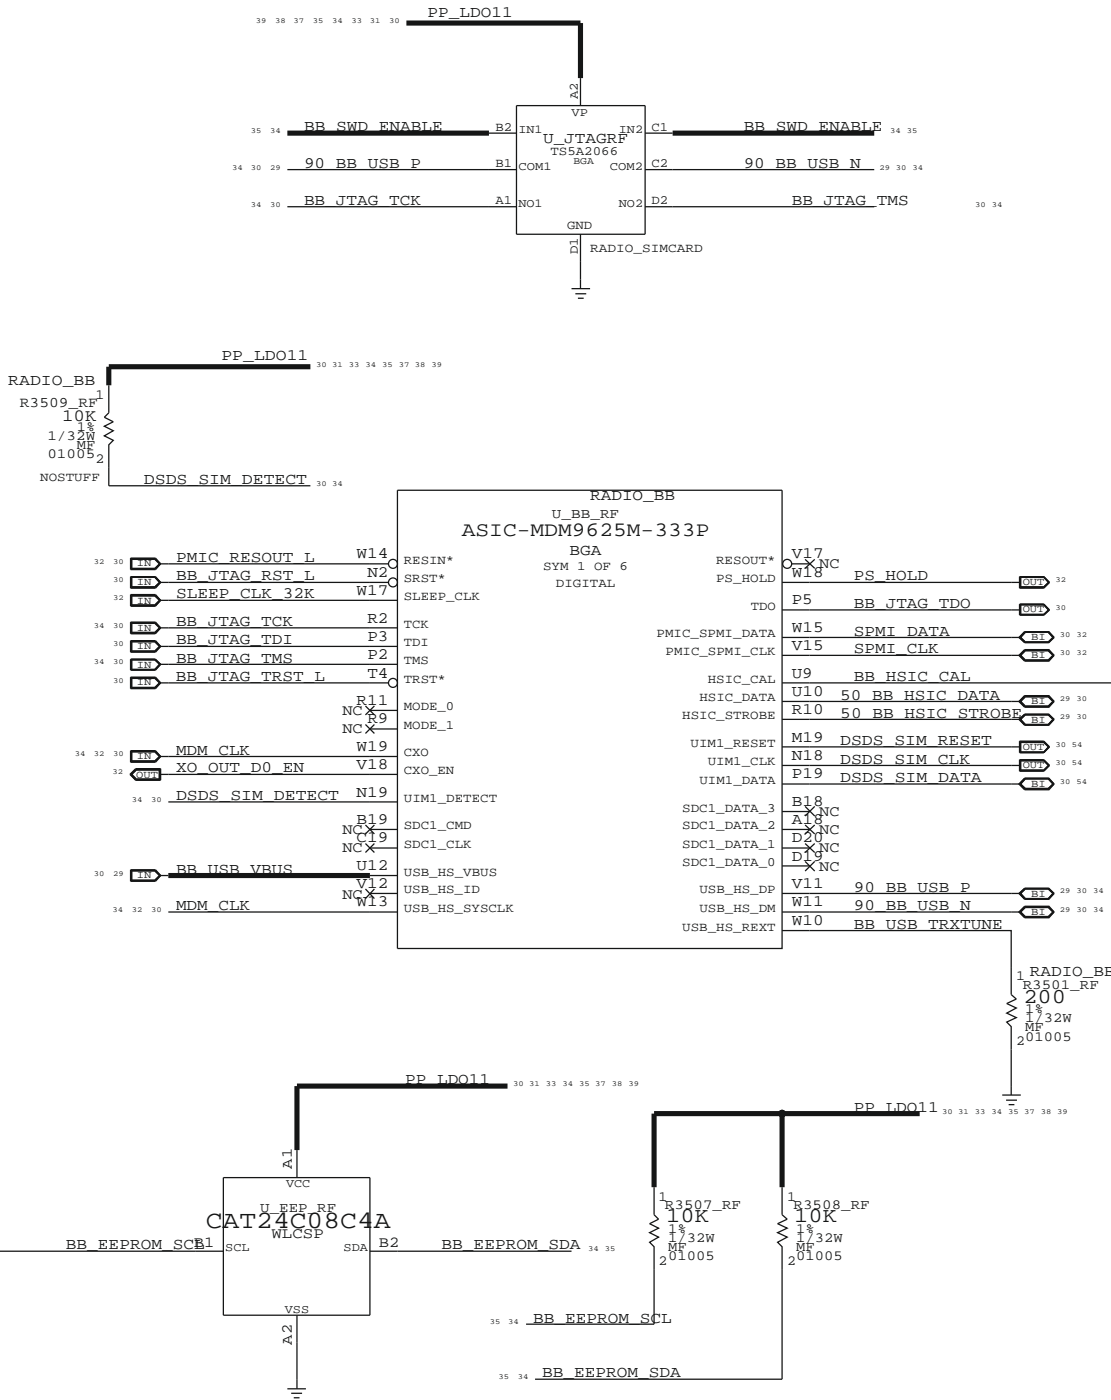 39 38 37 35 34 33 31 30 PP_LDO11
A2
VP
35 34 BB_SWD_ENABLE B2 IN1 IN2 C1 BB_SWD_ENABLE 34 35
U_JTAGRF
TS5A2066
BGA
34 30 29 90_BB_USB_P B1 COM1 COM2 C2 90_BB_USB_N 29 30 34
34 30 BB_JTAG_TCK A1 NO1 NO2 D2 BB_JTAG_TMS 30 34
GND
D1 RADIO_SIMCARD
PP_LDO11 30 31 33 34 35 37 38 39
RADIO_BB
1
R3509_RF
10K
1%
1/32W
MF
01005
2
NOSTUFF
DSDS_SIM_DETECT 30 34
RADIO_BB
U_BB_RF
ASIC-MDM9625M-333P
BGA
SYM 1 OF 6
DIGITAL
32 30 IN PMIC_RESOUT_L W14 RESIN*
30 IN BB_JTAG_RST_L N2 SRST*
32 IN SLEEP_CLK_32K W17 SLEEP_CLK
34 30 IN BB_JTAG_TCK R2 TCK
30 IN BB_JTAG_TDI P3 TDI
34 30 IN BB_JTAG_TMS P2 TMS
30 IN BB_JTAG_TRST_L T4 TRST*
NC R11 MODE_0
NC R9 MODE_1
34 32 30 IN MDM_CLK W19 CXO
32 OUT XO_OUT_D0_EN V18 CXO_EN
34 30 DSDS_SIM_DETECT N19 UIM1_DETECT
NC B19 SDC1_CMD
NC C19 SDC1_CLK
30 29 IN BB_USB_VBUS U12 USB_HS_VBUS
NC V12 USB_HS_ID
34 32 30 MDM_CLK W13 USB_HS_SYSCLK
RESOUT* V17 NC
PS_HOLD W18 PS_HOLD OUT 32
TDO P5 BB_JTAG_TDO OUT 30
PMIC_SPMI_DATA W15 SPMI_DATA BI 30 32
PMIC_SPMI_CLK V15 SPMI_CLK BI 30 32
HSIC_CAL U9 BB_HSIC_CAL
HSIC_DATA U10 50_BB_HSIC_DATA BI 29 30
HSIC_STROBE R10 50_BB_HSIC_STROBE BI 29 30
UIM1_RESET M19 DSDS_SIM_RESET OUT 30 54
UIM1_CLK N18 DSDS_SIM_CLK OUT 30 54
UIM1_DATA P19 DSDS_SIM_DATA BI 30 54
SDC1_DATA_3 B18 NC
SDC1_DATA_2 A18 NC
SDC1_DATA_1 D20 NC
SDC1_DATA_0 D19 NC
USB_HS_DP V11 90_BB_USB_P BI 29 30 34
USB_HS_DM W11 90_BB_USB_N BI 29 30 34
USB_HS_REXT W10 BB_USB_TRXTUNE
1 RADIO_BB
R3501_RF
200
1%
1/32W
MF
2 01005
PP_LDO11 30 31 33 34 35 37 38 39
A1
VCC
U_EEP_RF
CAT24C08C4A
WLCSP
BB_EEPROM_SCL B1 SCL SDA B2 BB_EEPROM_SDA 34 35
VSS
A2
PP_LDO11 30 31 33 34 35 37 38 39
1 R3507_RF
10K
1%
1/32W
MF
2 01005
1 R3508_RF
10K
1%
1/32W
MF
2 01005
35 34 BB_EEPROM_SCL
35 34 BB_EEPROM_SDA